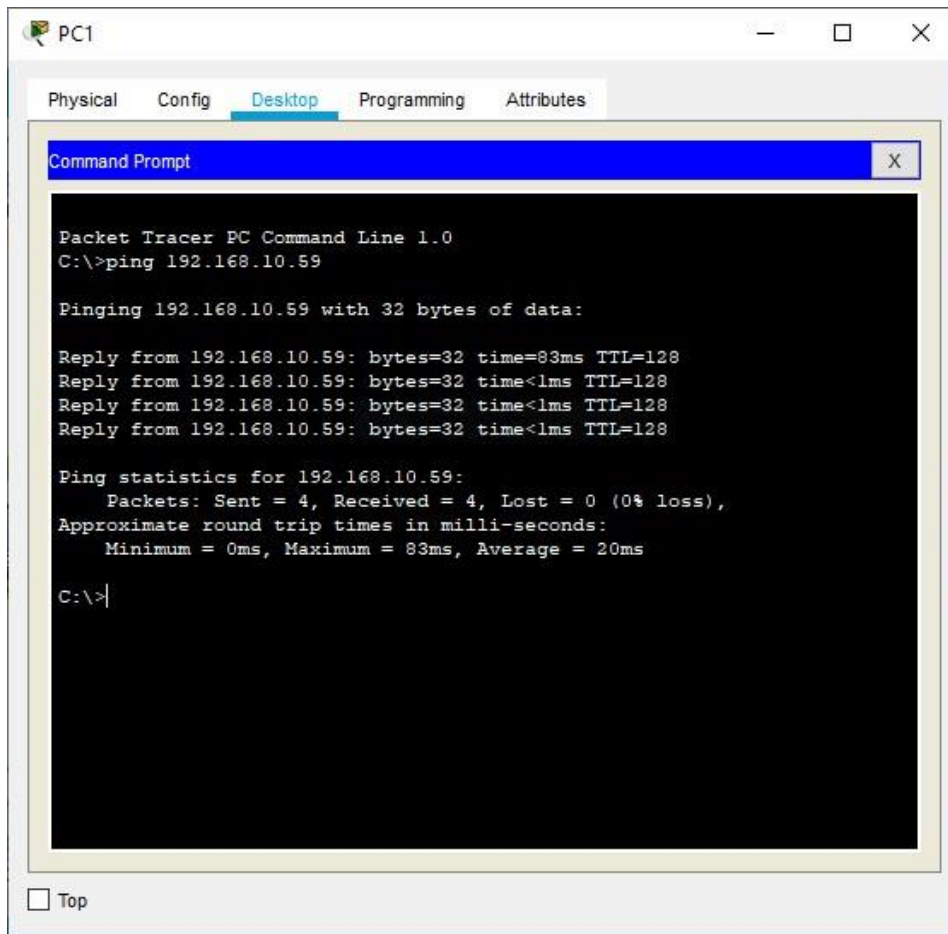 PC1
Physical Config Desktop Programming Attributes
Command Prompt X
Packet Tracer PC Command Line 1.0
C:\>ping 192.168.10.59
Pinging 192.168.10.59 with 32 bytes of data:
Reply from 192.168.10.59: bytes=32 time=83ms TTL=128
Reply from 192.168.10.59: bytes=32 time<1ms TTL=128
Reply from 192.168.10.59: bytes=32 time<1ms TTL=128
Reply from 192.168.10.59: bytes=32 time<1ms TTL=128
Ping statistics for 192.168.10.59:
Packets: Sent = 4, Received = 4, Lost = 0 (0% loss),
Approximate round trip times in milli-seconds:
Minimum = 0ms, Maximum = 83ms, Average = 20ms
C:\>
Top